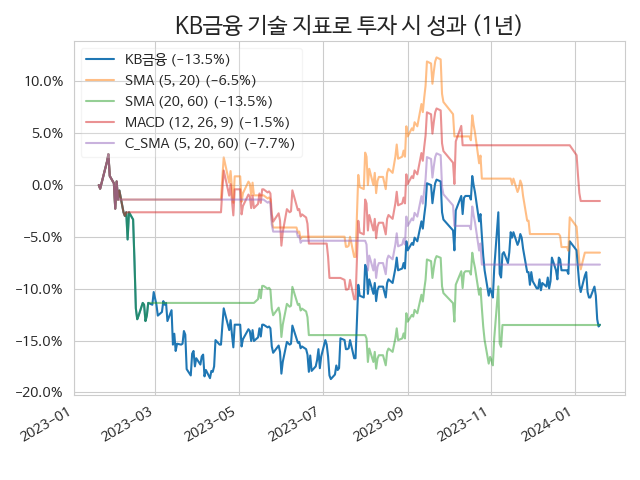 KB금융 기술 지표로 투자 시 성과 (1년)
KB금융 (−13.5%)
SMA (5, 20) (−6.5%)
SMA (20, 60) (−13.5%)
MACD (12, 26, 9) (−1.5%)
C_SMA (5, 20, 60) (−7.7%)
10.0%
5.0%
0.0%
−5.0%
−10.0%
−15.0%
−20.0%
2023-01
2023-03
2023-05
2023-07
2023-09
2023-11
2024-01